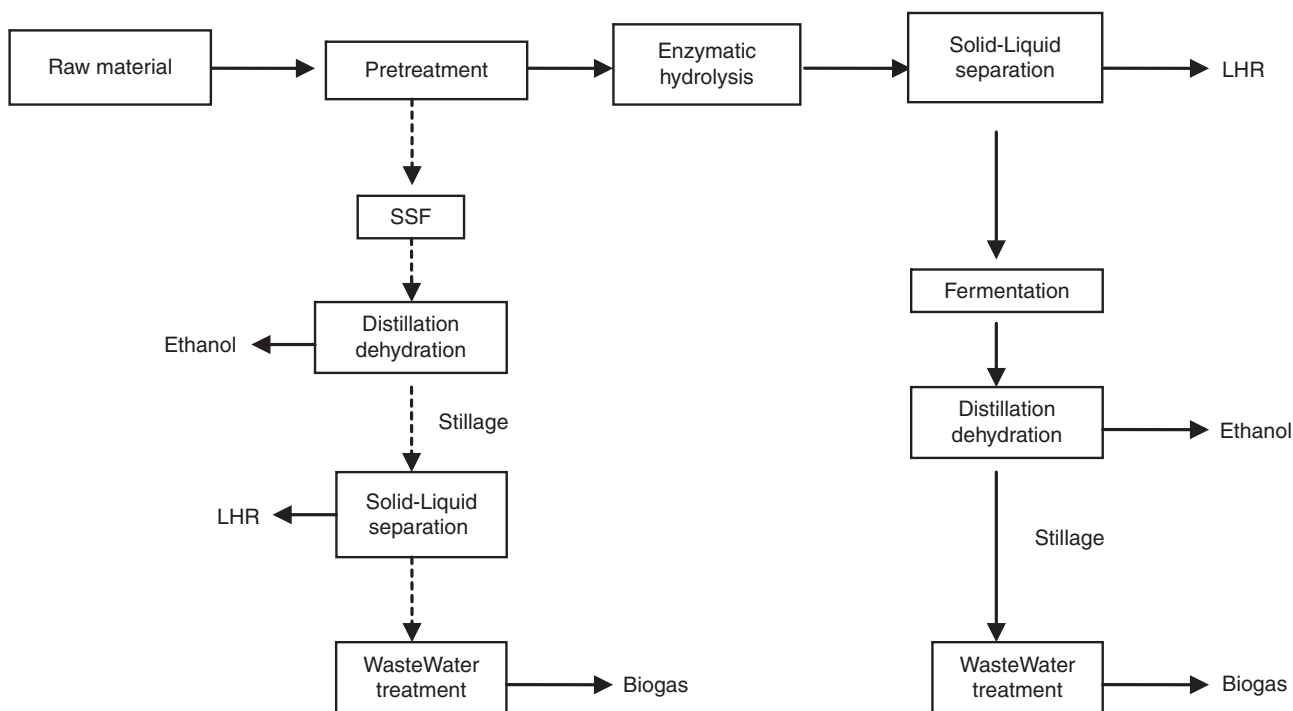 Raw material
Pretreatment
Enzymatic
hydrolysis
Solid-Liquid
separation
LHR
SSF
Fermentation
Distillation
dehydration
Ethanol
Distillation
dehydration
Ethanol
Stillage
Solid-Liquid
separation
LHR
Stillage
WasteWater
treatment
Biogas
WasteWater
treatment
Biogas